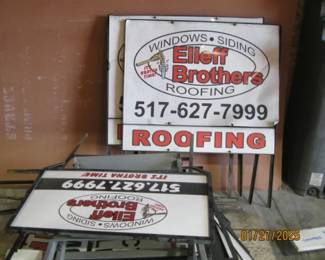 WINDOWS · SIDING
Elleff
Brothers
ROOFING
517-627-7999
ROOFING
IT'S BROTHA TIME!
517.627.7999
WINDOWS · SIDING
Elleff
Brothers
ROOFING
01/27/2025